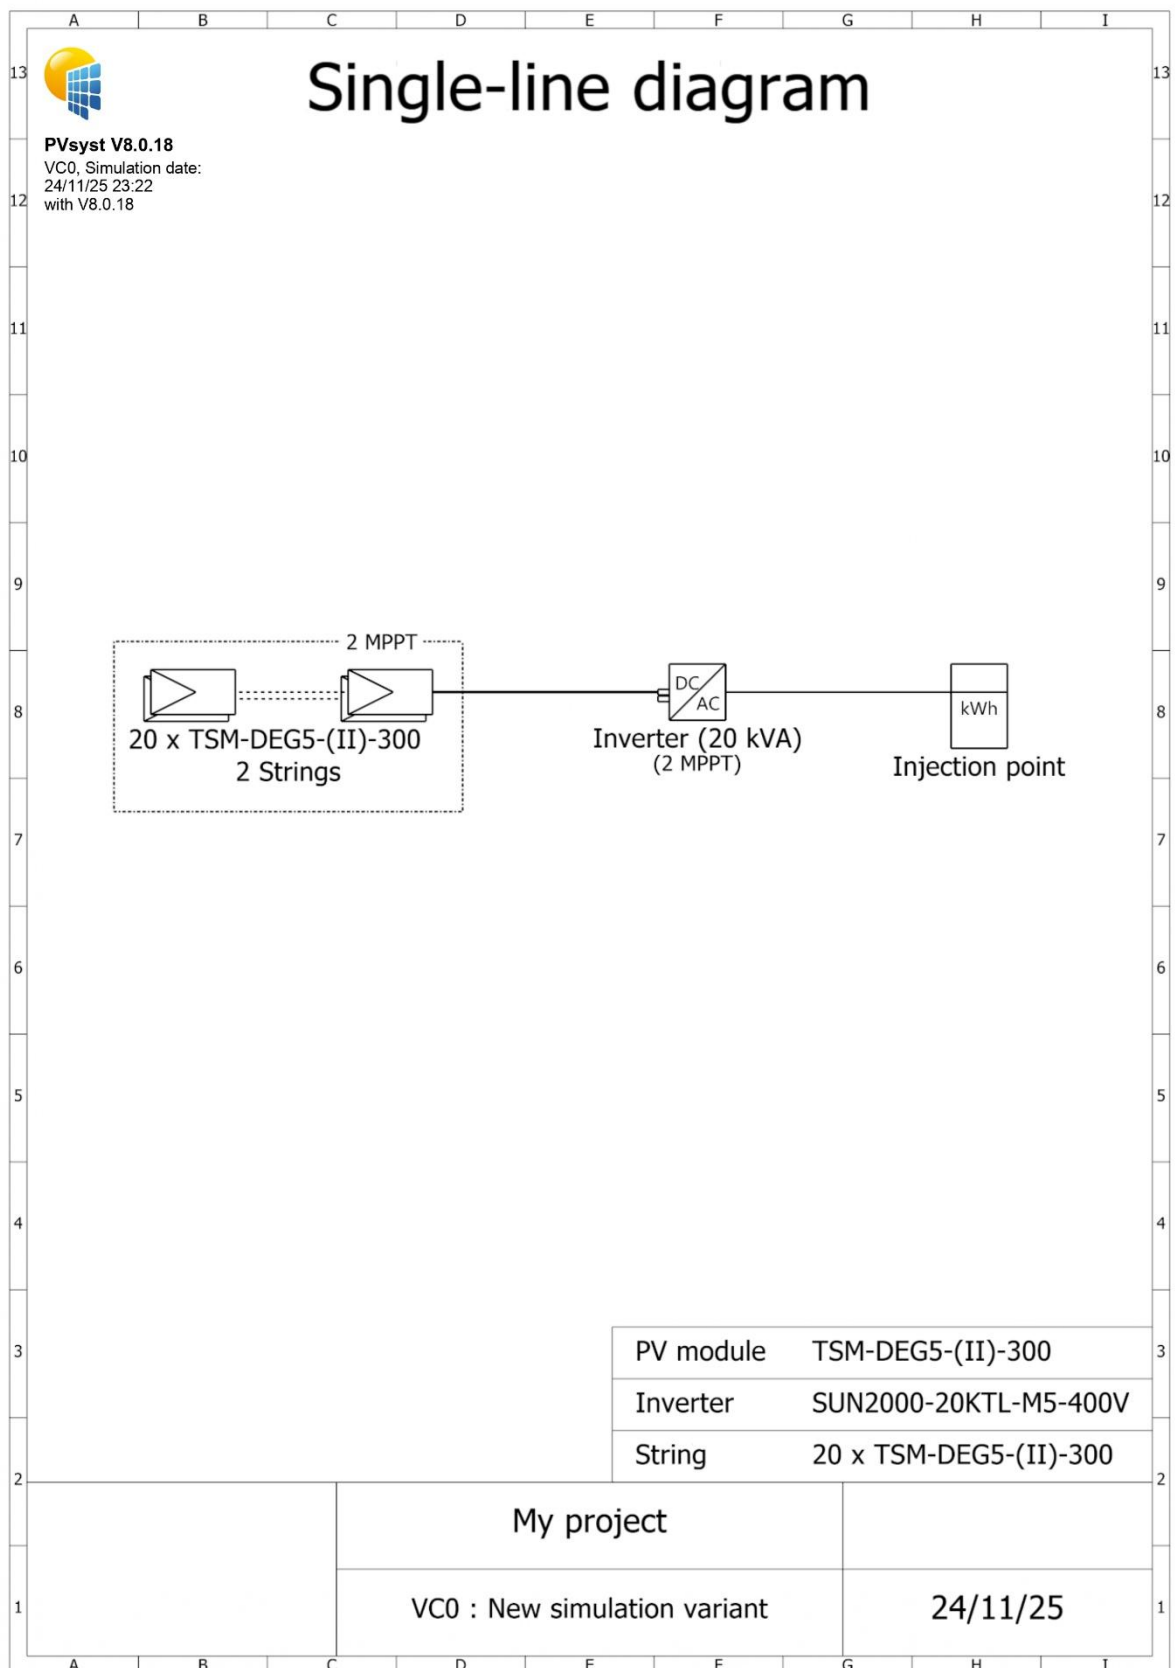 A B C D E F G H I
13 13
Single-line diagram
PVsyst V8.0.18
VC0, Simulation date:
24/11/25 23:22
with V8.0.18
12 12
11 11
10 10
9 9
2 MPPT
DC
AC
kWh
8 8
20 x TSM-DEG5-(II)-300
2 Strings
Inverter (20 kVA)
(2 MPPT)
Injection point
7 7
6 6
5 5
4 4
3 3
PV module TSM-DEG5-(II)-300
Inverter SUN2000-20KTL-M5-400V
String 20 x TSM-DEG5-(II)-300
2 2
My project
1 1
VC0 : New simulation variant
24/11/25
A B C D E F G H I